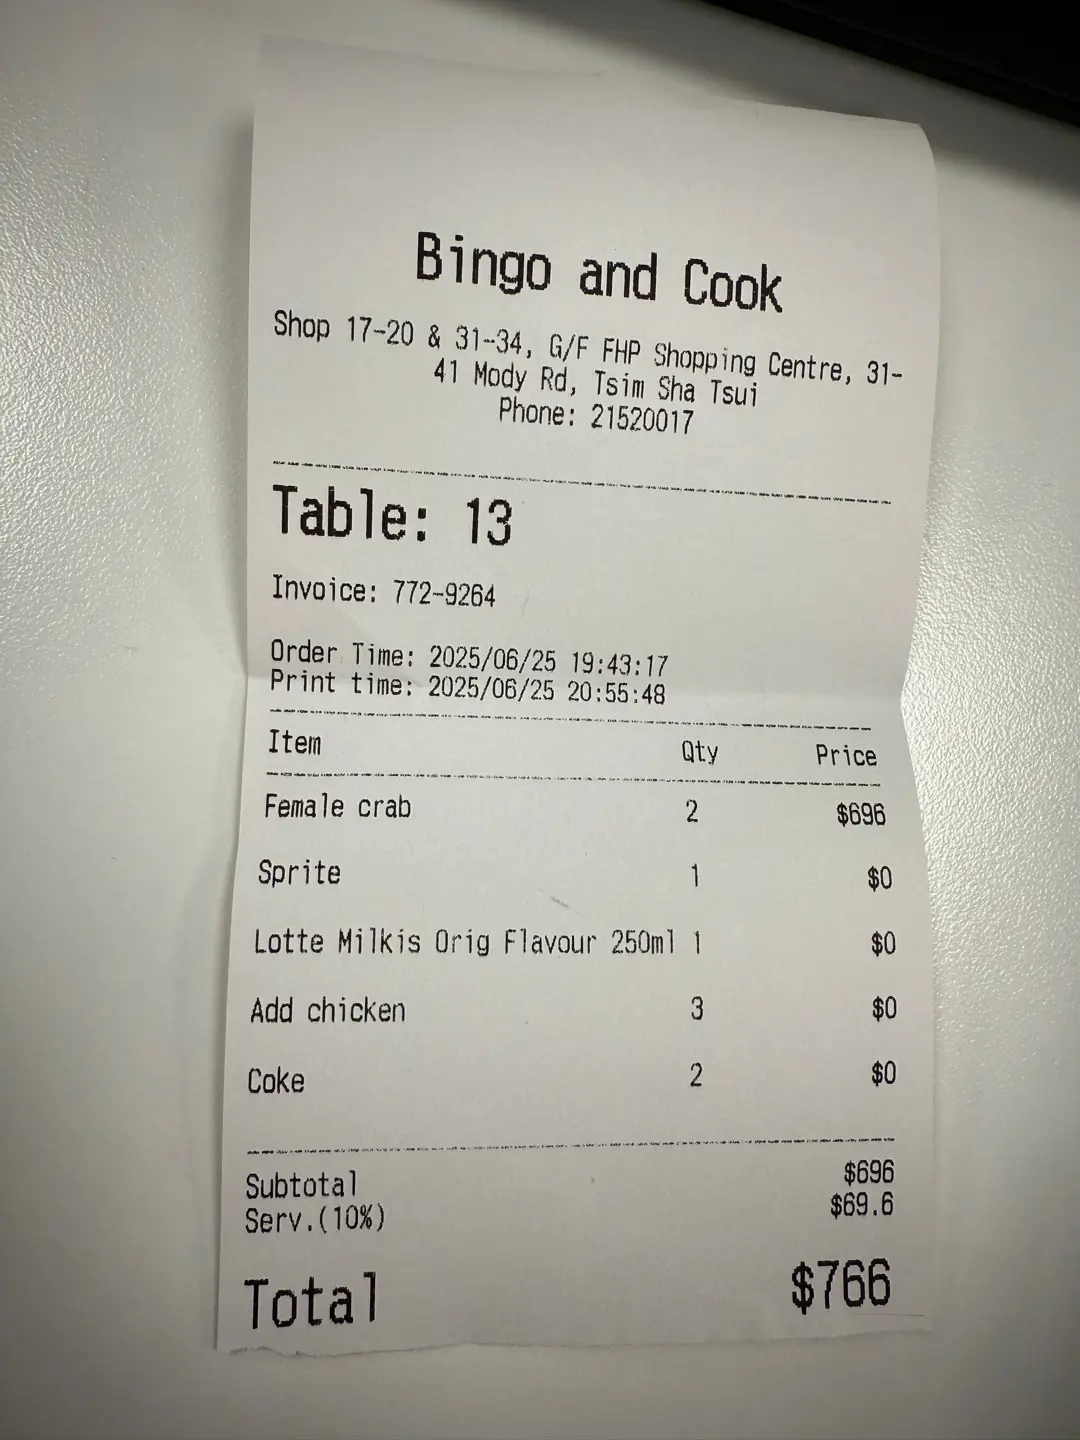 Bingo and Cook
Shop 17-20 & 31-34, G/F FHP Shopping Centre, 31-
41 Mody Rd, Tsim Sha Tsui
Phone: 21520017
Table: 13
Invoice: 772-9264
Order Time: 2025/06/25 19:43:17
Print time: 2025/06/25 20:55:48
Item Qty Price
Female crab 2 $696
Sprite 1 $0
Lotte Milkis Orig Flavour 250ml 1 $0
Add chicken 3 $0
Coke 2 $0
Subtotal $696
Serv.(10%) $69.6
Total $766